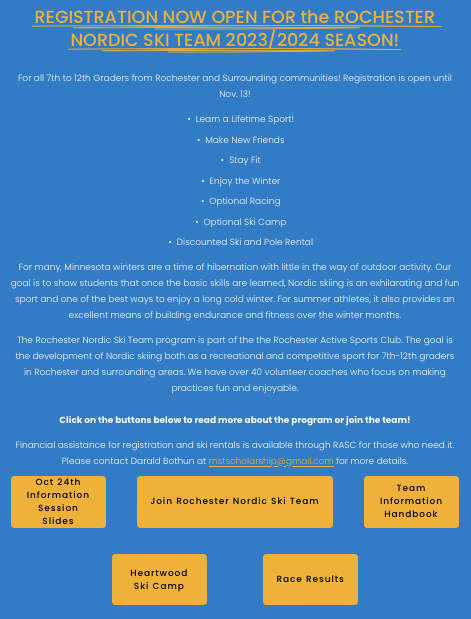 REGISTRATION NOW OPEN FOR the ROCHESTER
NORDIC SKI TEAM 2023/2024 SEASON!
For all 7th to 12th Graders from Rochester and Surrounding communities! Registration is open until
Nov. 13!
• Learn a Lifetime Sport!
• Make New Friends
• Stay Fit
• Enjoy the Winter
• Optional Racing
• Optional Ski Camp
• Discounted Ski and Pole Rental
For many, Minnesota winters are a time of hibernation with little in the way of outdoor activity. Our
goal is to show students that once the basic skills are learned, Nordic skiing is an exhilarating and fun
sport and one of the best ways to enjoy a long cold winter. For summer athletes, it also provides an
excellent means of building endurance and fitness over the winter months.
The Rochester Nordic Ski Team program is part of the the Rochester Active Sports Club. The goal is
the development of Nordic skiing both as a recreational and competitive sport for 7th-12th graders
in Rochester and surrounding areas. We have over 40 volunteer coaches who focus on making
practices fun and enjoyable.
Click on the buttons below to read more about the program or join the team!
Financial assistance for registration and ski rentals is available through RASC for those who need it.
Please contact Darald Bothun at rnstscholarship@gmail.com for more details.
Oct 24th
Information
Session
Slides
Join Rochester Nordic Ski Team
Team
Information
Handbook
Heartwood
Ski Camp
Race Results